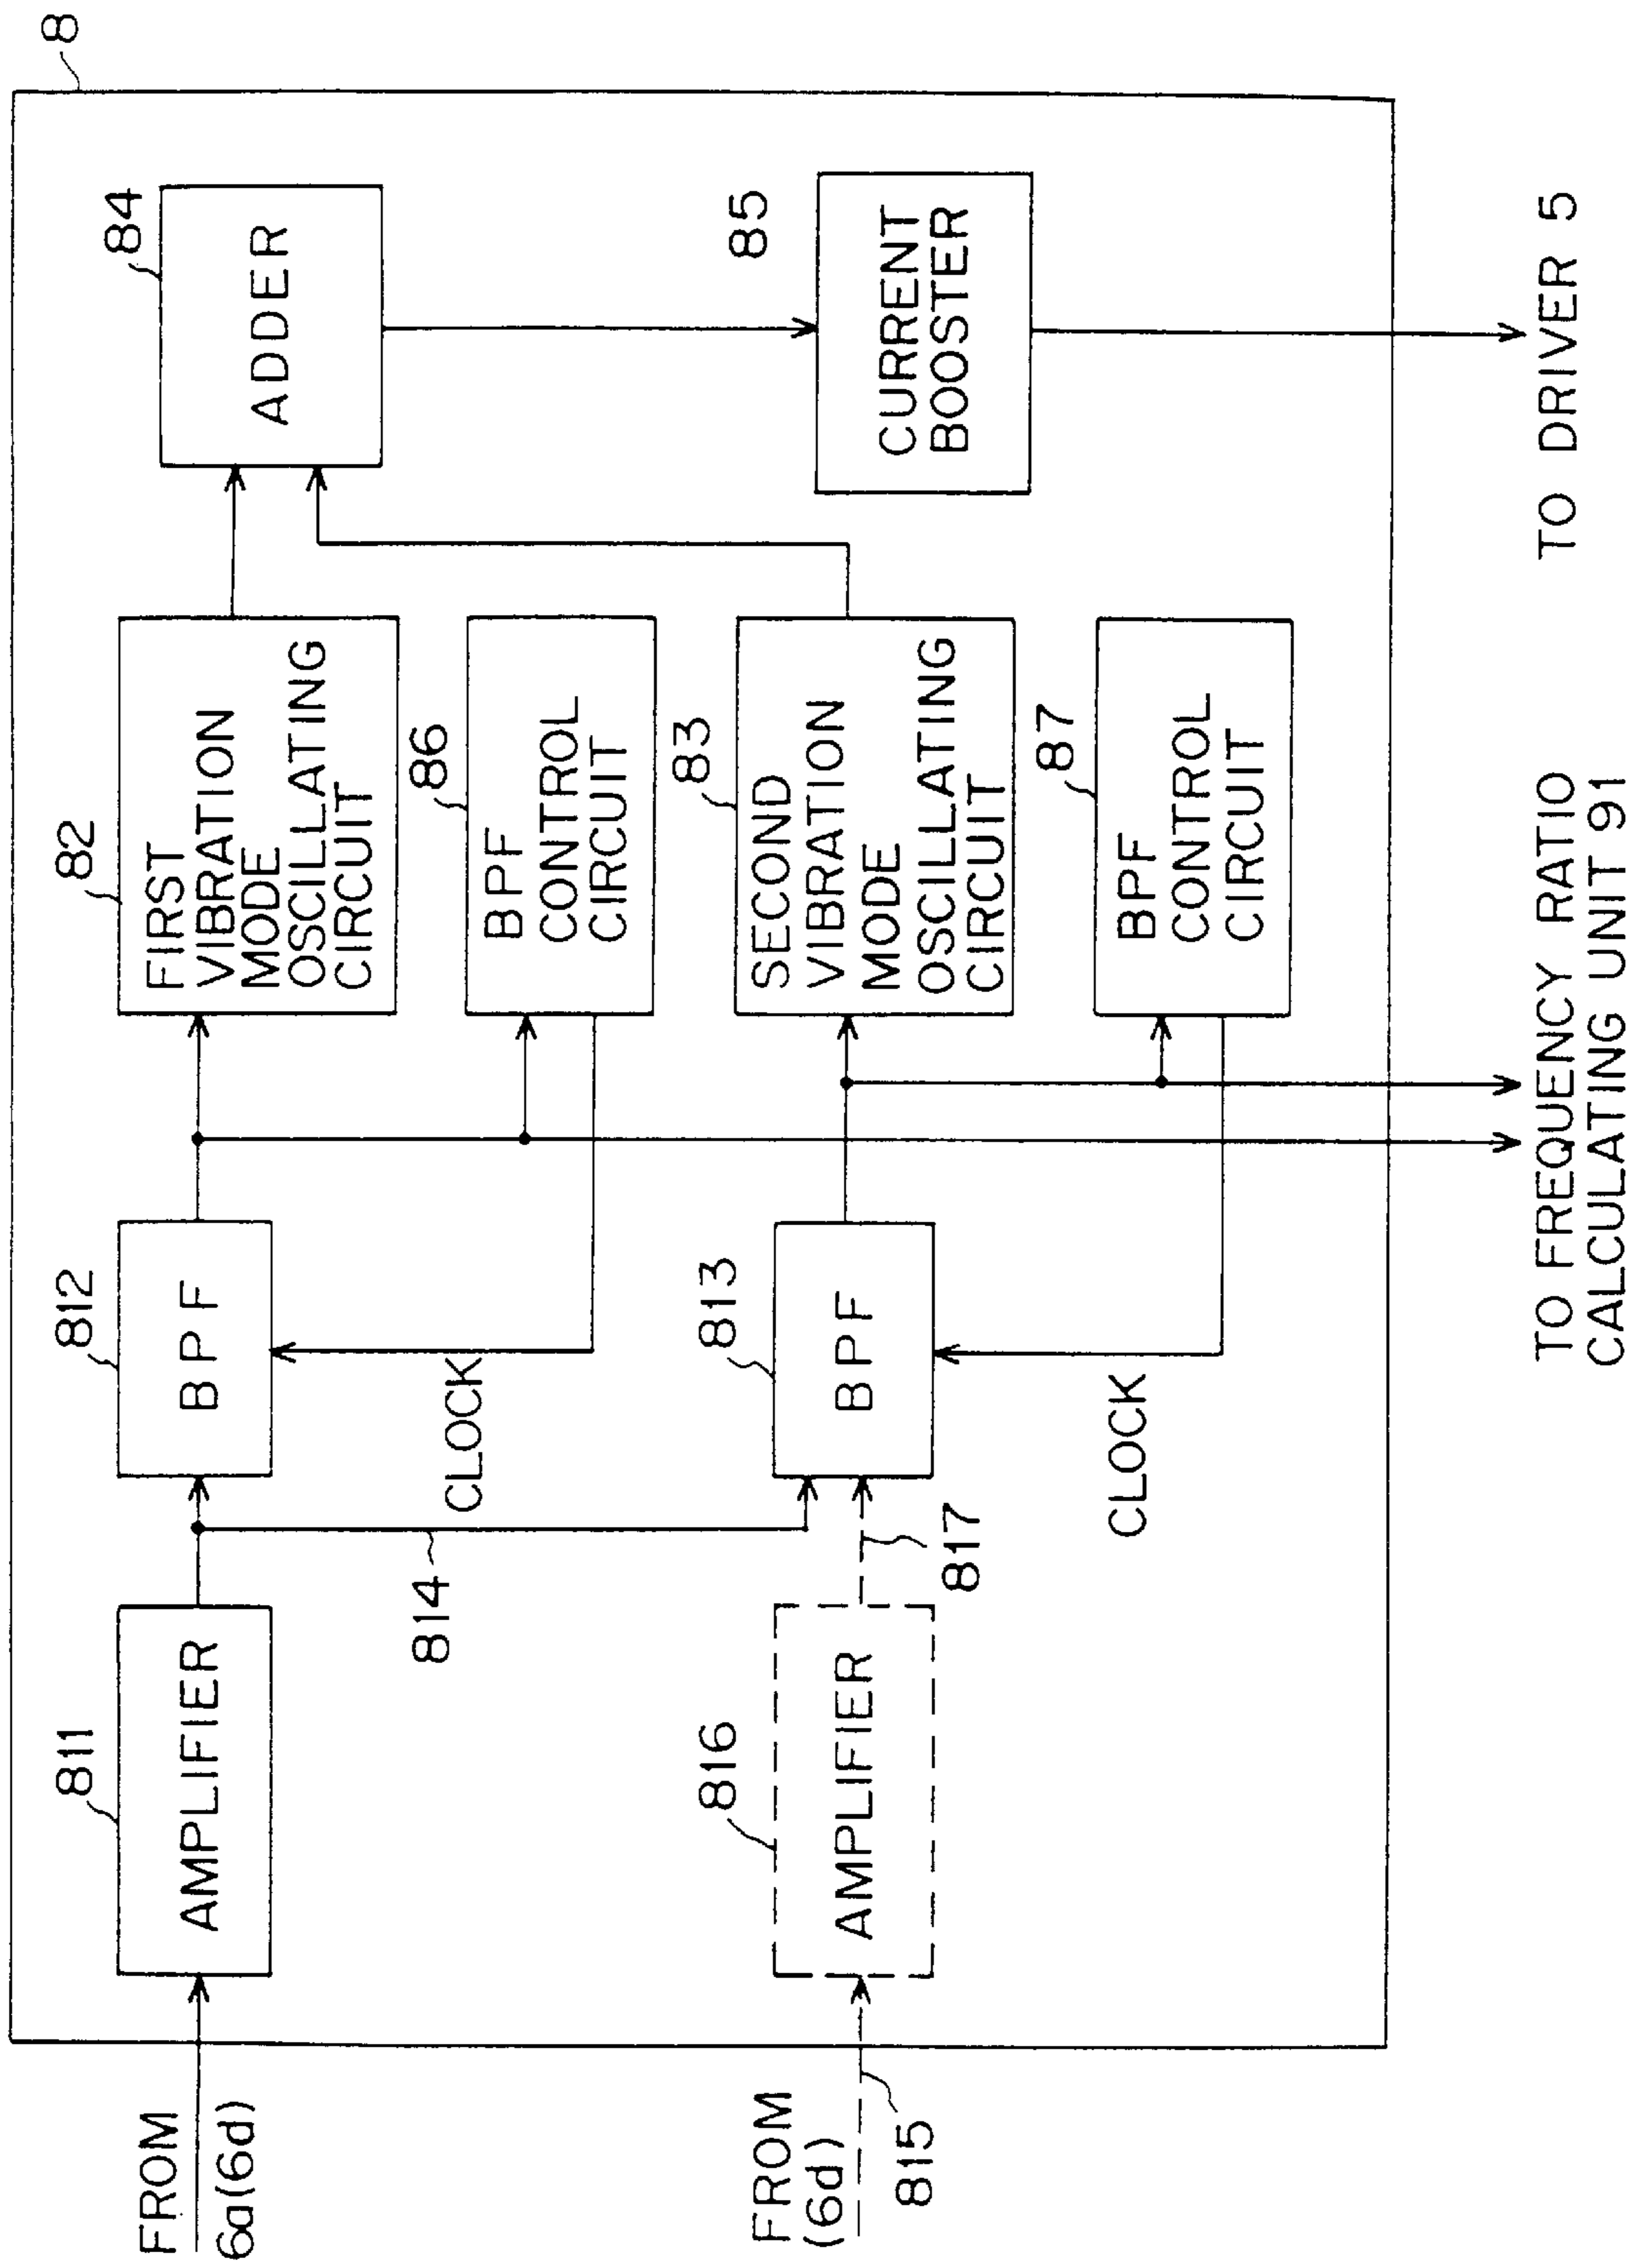 8
FROM
6a(6d)
811
AMPLIFIER
812
BPF
82
FIRST
VIBRATION
MODE
OSCILLATING
CIRCUIT
84
ADDER
814
CLOCK
86
BPF
CONTROL
CIRCUIT
FROM
(6d)
815
816
AMPLIFIER
817
813
BPF
83
SECOND
VIBRATION
MODE
OSCILLATING
CIRCUIT
85
CURRENT
BOOSTER
CLOCK
87
BPF
CONTROL
CIRCUIT
TO FREQUENCY RATIO
CALCULATING UNIT 91
TO DRIVER 5